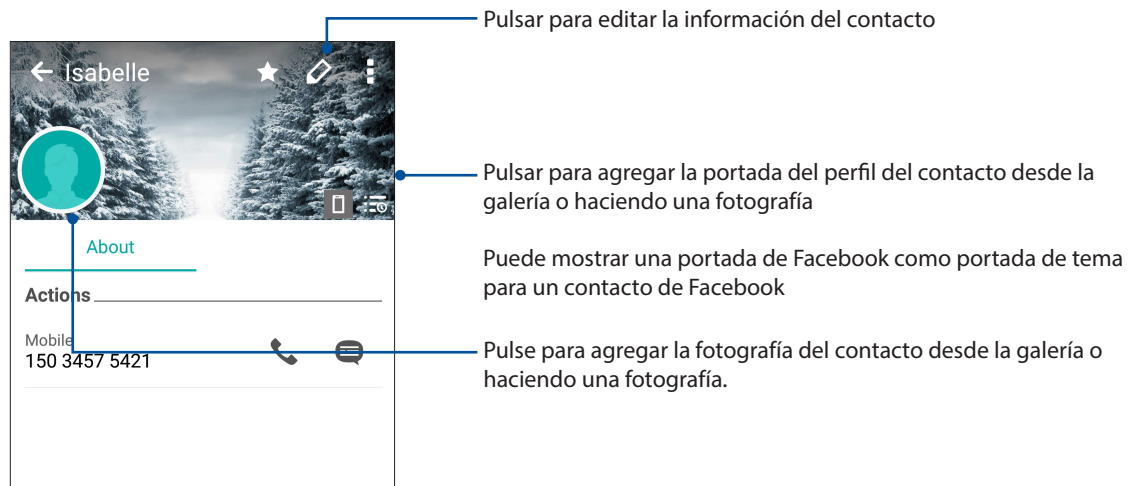 Pulsar para editar la información del contacto
Isabelle
Pulsar para agregar la portada del perfil del contacto desde la
galería o haciendo una fotografía
About
Puede mostrar una portada de Facebook como portada de tema
para un contacto de Facebook
Actions
Mobile
150 3457 5421
Pulse para agregar la fotografía del contacto desde la galería o
haciendo una fotografía.